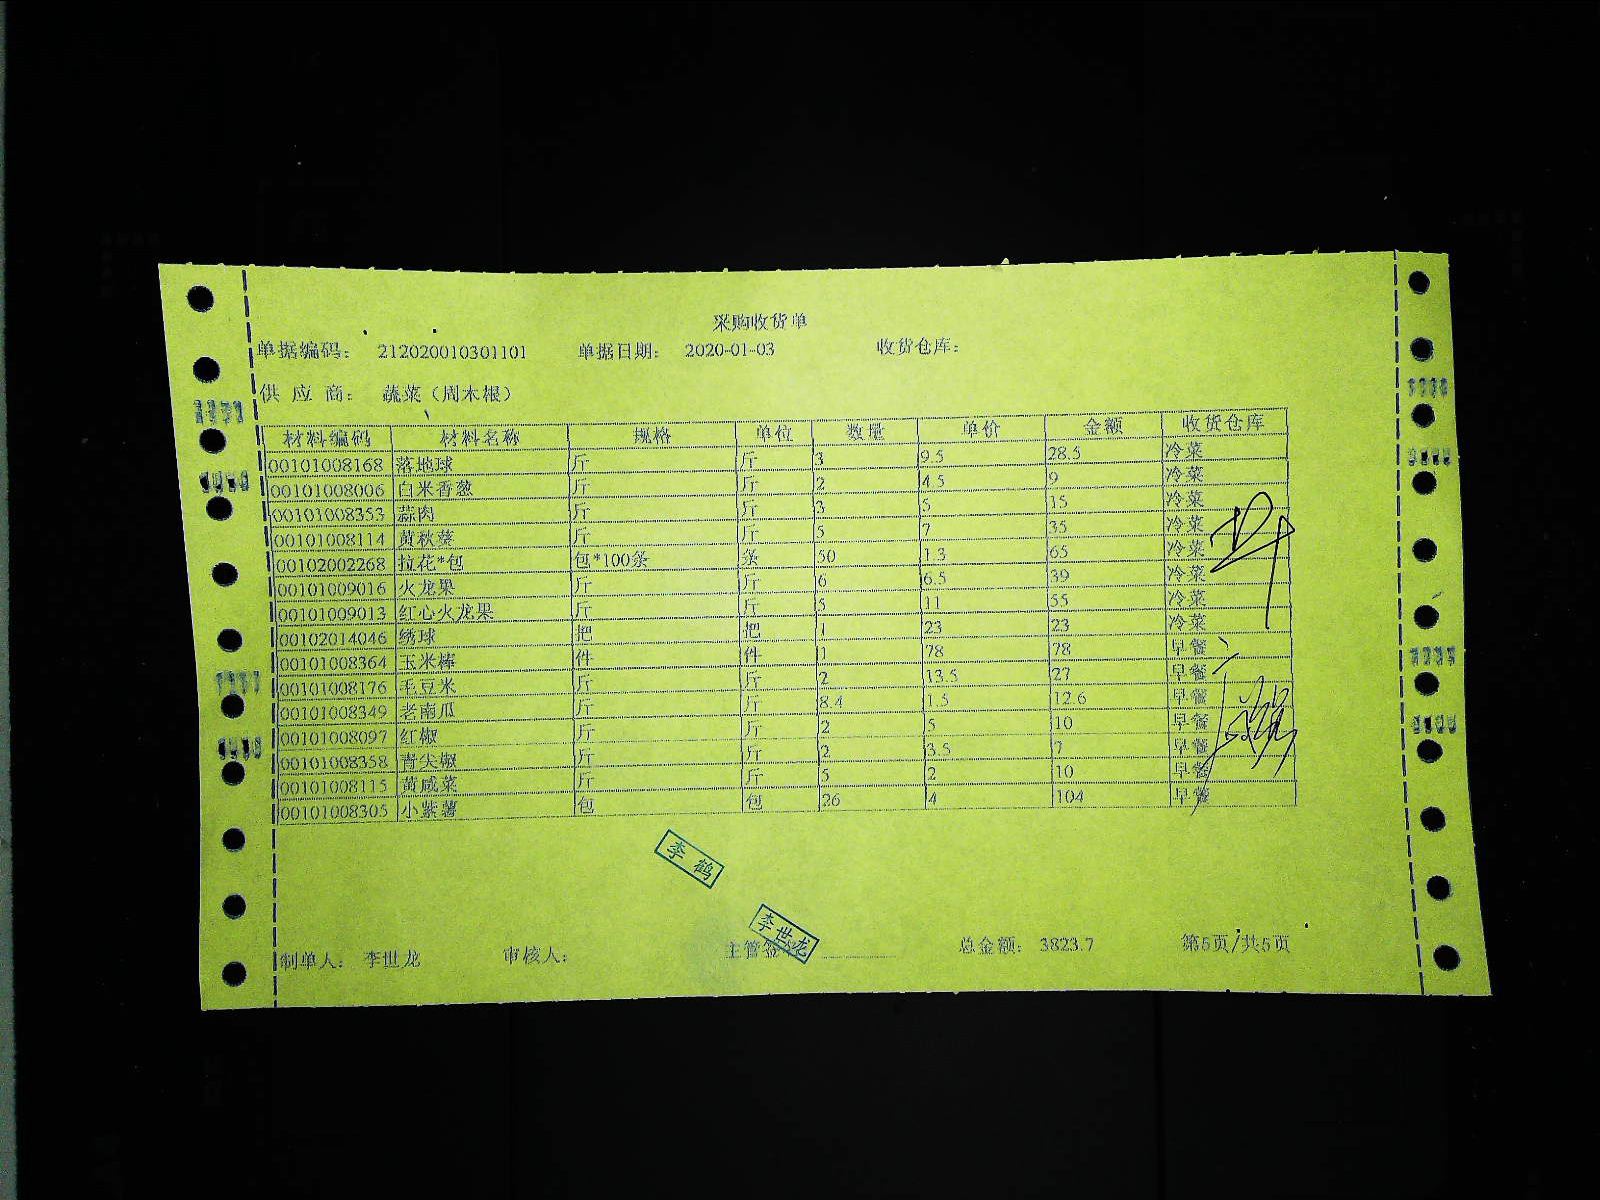 采购收货单
单据编码： 212020010301101 单据日期： 2020-01-03 收货仓库：
供 应 商： 蔬菜（周木根）
材料编码 材料名称 规格 单位 数量 单价 金额 收货仓库
00101008168 落地球 斤 斤 3 9.5 28.5 冷菜
00101008006 白米香葱 斤 斤 2 4.5 9 冷菜
00101008353 蒜肉 斤 斤 3 5 15 冷菜
00101008114 黄秋葵 斤 斤 5 7 35 冷菜
00102002268 拉花*包 包*100条 条 50 1.3 65 冷菜
00101009016 火龙果 斤 斤 6 6.5 39 冷菜
00101009013 红心火龙果 斤 斤 5 11 55 冷菜
00102014046 绣球 把 把 1 23 23 冷菜
00101008364 玉米棒 件 件 1 78 78 早餐
00101008176 毛豆米 斤 斤 2 13.5 27 早餐
00101008349 老南瓜 斤 斤 8.4 1.5 12.6 早餐
00101008097 红椒 斤 斤 2 5 10 早餐
00101008358 青尖椒 斤 斤 2 3.5 7 早餐
00101008115 黄咸菜 斤 斤 5 2 10 早餐
00101008305 小紫薯 包 包 26 4 104 早餐
李鹤
李世龙
制单人： 李世龙 审核人： 主管签 总金额： 3823.7 第5页/共5页